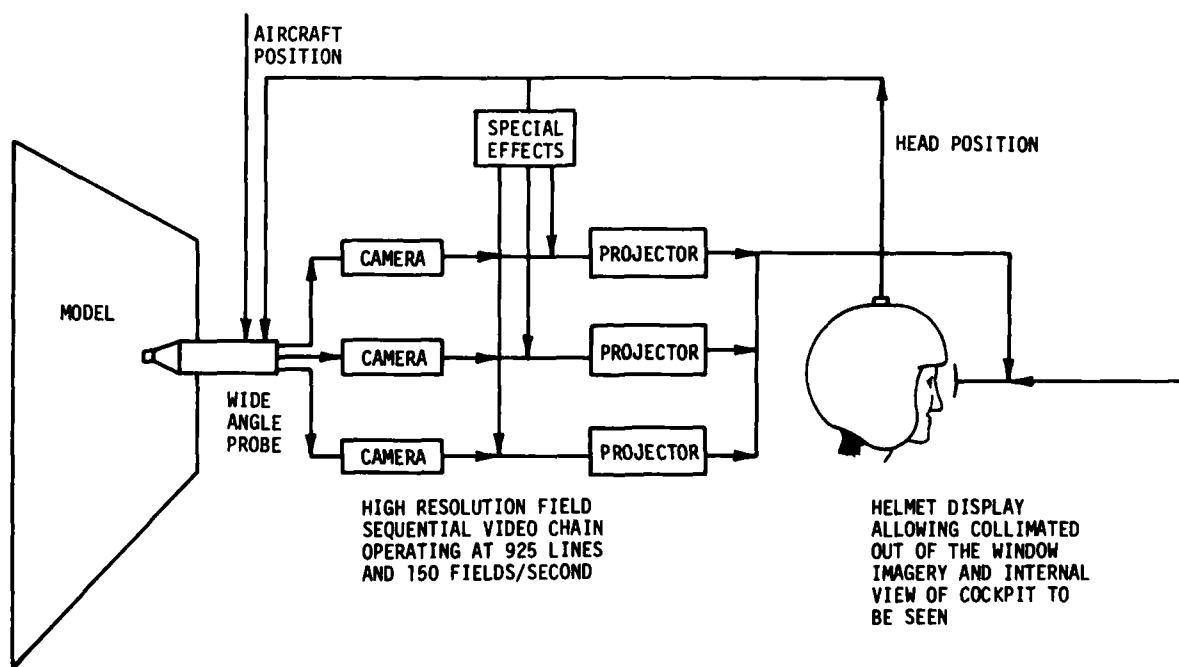 AIRCRAFT
POSITION
SPECIAL
EFFECTS
HEAD POSITION
CAMERA
PROJECTOR
MODEL
CAMERA
PROJECTOR
WIDE
ANGLE
PROBE
CAMERA
PROJECTOR
HIGH RESOLUTION FIELD
SEQUENTIAL VIDEO CHAIN
OPERATING AT 925 LINES
AND 150 FIELDS/SECOND
HELMET DISPLAY
ALLOWING COLLIMATED
OUT OF THE WINDOW
IMAGERY AND INTERNAL
VIEW OF COCKPIT TO
BE SEEN